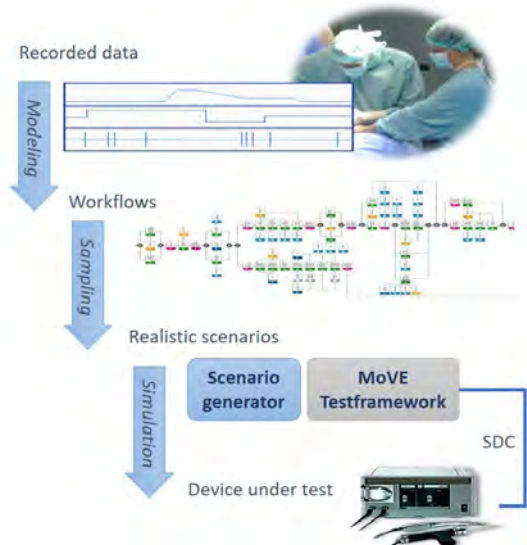 Recorded data
Modeling
Workflows
Sampling
Realistic scenarios
Scenario
generator
MoVE
Testframework
SDC
Simulation
Device under test